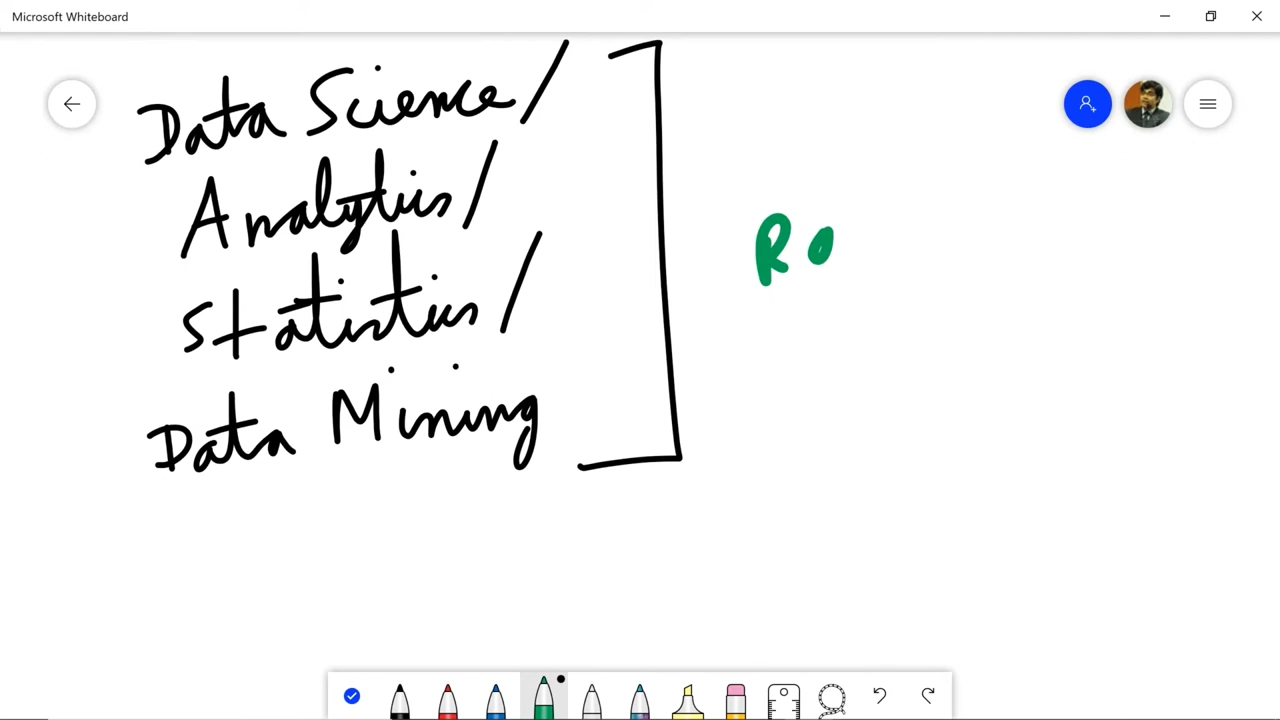 Microsoft Whiteboard
Data Science/
Analytics/
Statistics/
Data Mining
Ro